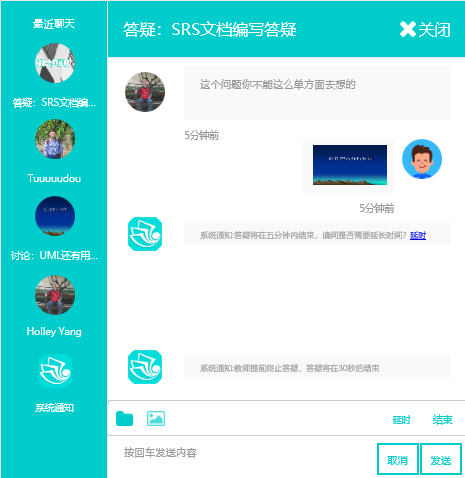 最近聊天
答疑：SRS文档编...
Tuuuuudou
讨论：UML还有用...
Holley Yang
系统通知
答疑：SRS文档编写答疑
关闭
这个问题你不能这么单方面去想的
5分钟前
5分钟前
系统通知:答疑将在五分钟内结束，请问是否需要延长时间？延时
系统通知:教师提前终止答疑，答疑将在30秒后结束
延时 结束
按回车发送内容
取消 发送